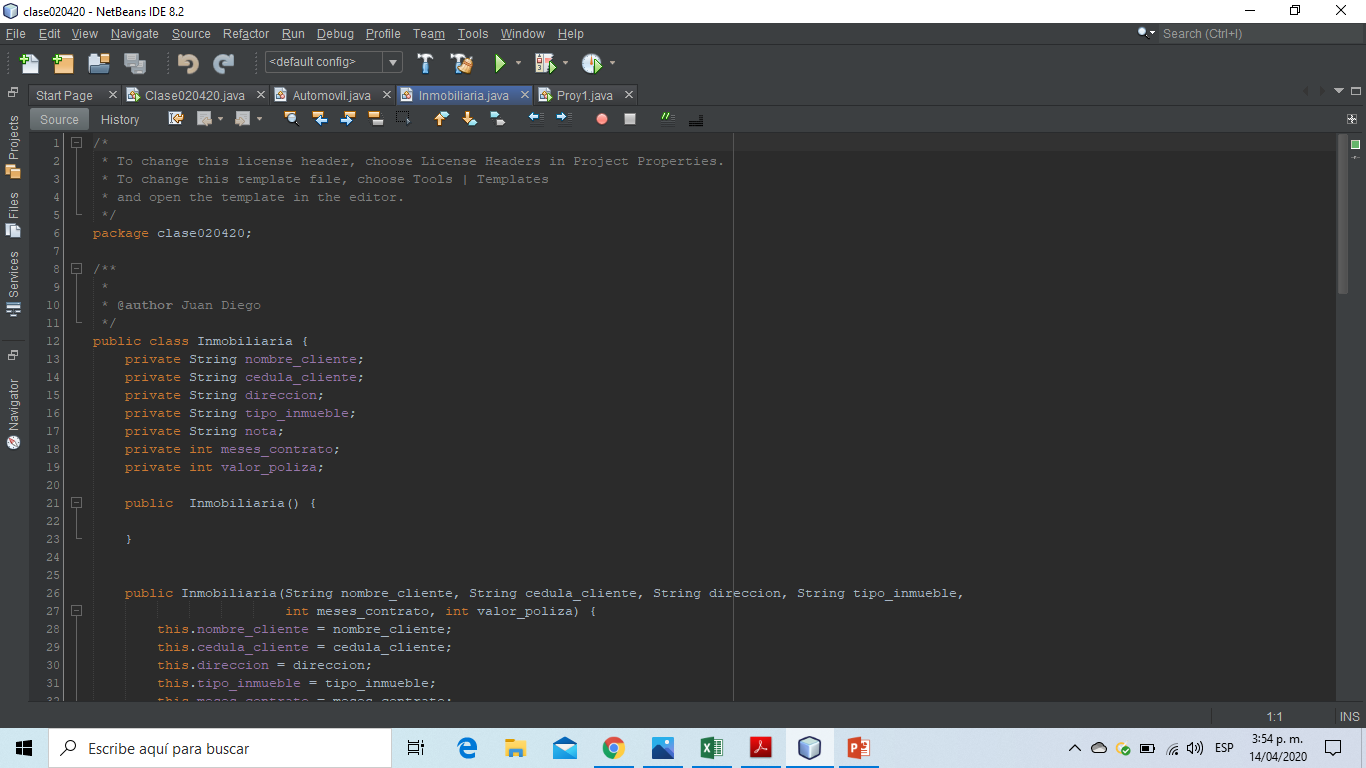 clase020420 - NetBeans IDE 8.2
File Edit View Navigate Source Refactor Run Debug Profile Team Tools Window Help
Search (Ctrl+I)
<default config>
Start Page Clase020420.java Automovil.java Inmobiliaria.java Proy1.java
Source History
Projects
Files
Services
Navigator
1 /*
2 * To change this license header, choose License Headers in Project Properties.
3 * To change this template file, choose Tools | Templates
4 * and open the template in the editor.
5 */
6 package clase020420;
7
8 /**
9 *
10 * @author Juan Diego
11 */
12 public class Inmobiliaria {
13 private String nombre_cliente;
14 private String cedula_cliente;
15 private String direccion;
16 private String tipo_inmueble;
17 private String nota;
18 private int meses_contrato;
19 private int valor_poliza;
20
21 public  Inmobiliaria() {
22
23 }
24
25
26 public Inmobiliaria(String nombre_cliente, String cedula_cliente, String direccion, String tipo_inmueble,
27 int meses_contrato, int valor_poliza) {
28 this.nombre_cliente = nombre_cliente;
29 this.cedula_cliente = cedula_cliente;
30 this.direccion = direccion;
31 this.tipo_inmueble = tipo_inmueble;
32 this.meses_contrato = meses_contrato;
1:1 INS
Escribe aquí para buscar
ESP
3:54 p. m.
14/04/2020